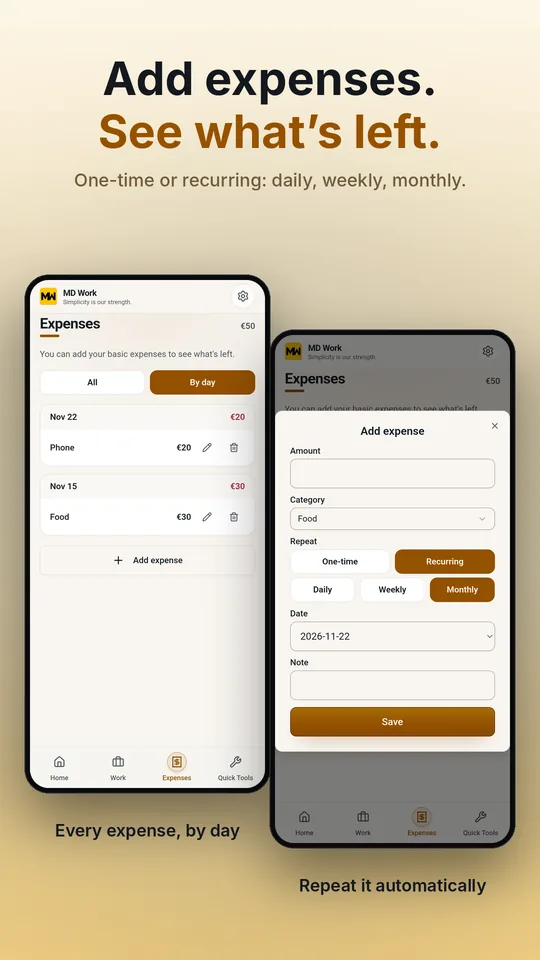 Add expenses.
See what’s left.
One-time or recurring: daily, weekly, monthly.
MW
MD Work
Simplicity is our strength.
Expenses
€50
You can add your basic expenses to see what's left.
All
By day
Nov 22
€20
Phone
€20
Nov 15
€30
Food
€30
+ Add expense
Home
Work
Expenses
Quick Tools
Every expense, by day
MW
MD Work
Simplicity is our strength
Expenses
€50
You can add your basic expenses to see what's left.
Add expense
×
Amount
Category
Food
Repeat
One-time
Recurring
Daily
Weekly
Monthly
Date
2026-11-22
Note
Save
Home
Work
Expenses
Quick Tools
Repeat it automatically